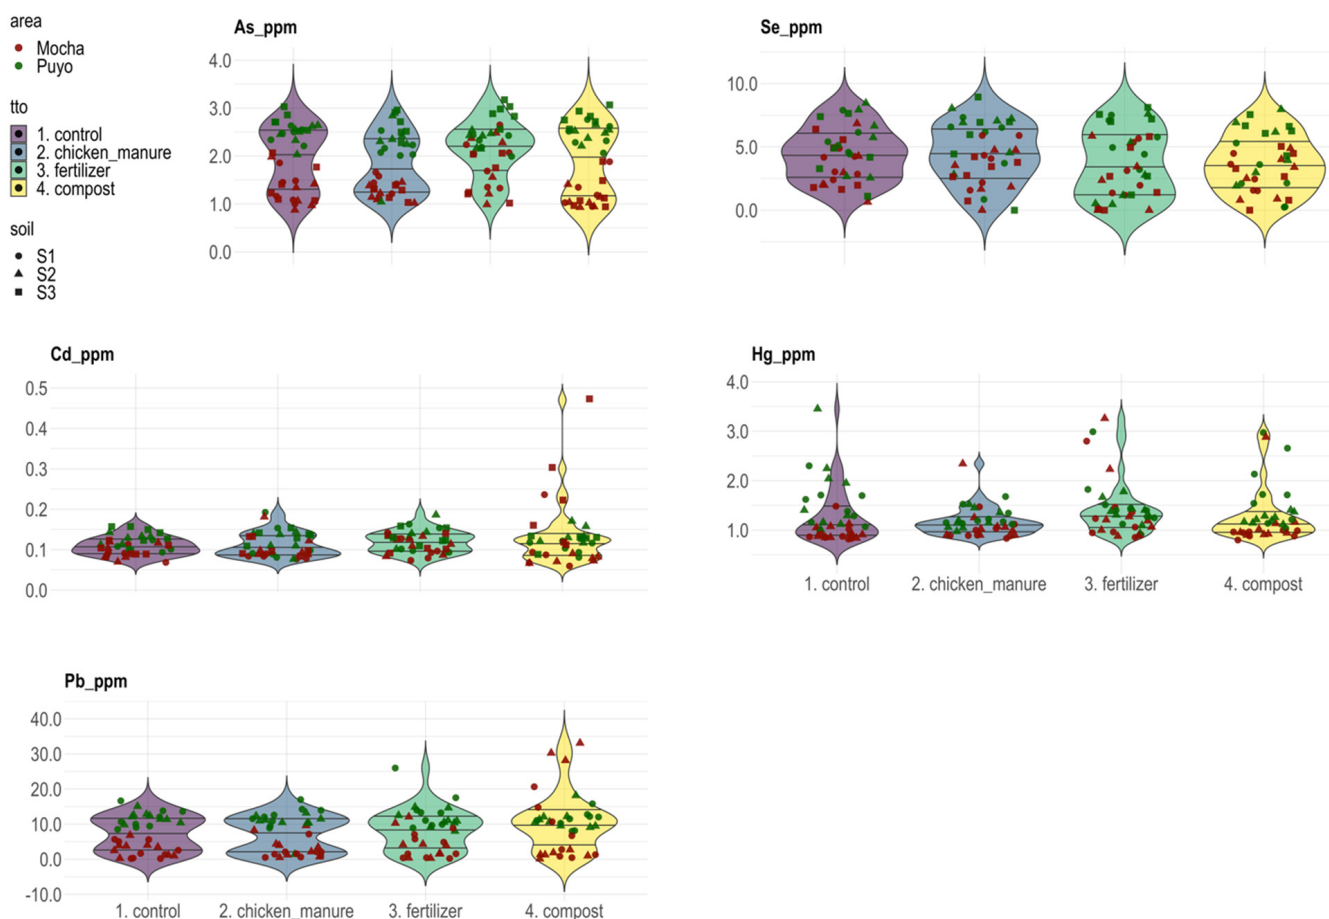 area
Mocha
Puyo
tto
1. control
2. chicken_manure
3. fertilizer
4. compost
soil
S1
S2
S3
As_ppm
4.0
3.0
2.0
1.0
0.0
Se_ppm
10.0
5.0
0.0
Cd_ppm
0.5
0.4
0.3
0.2
0.1
0.0
Hg_ppm
4.0
3.0
2.0
1.0
1. control 2. chicken_manure 3. fertilizer 4. compost
Pb_ppm
40.0
30.0
20.0
10.0
0.0
-10.0
1. control 2. chicken_manure 3. fertilizer 4. compost